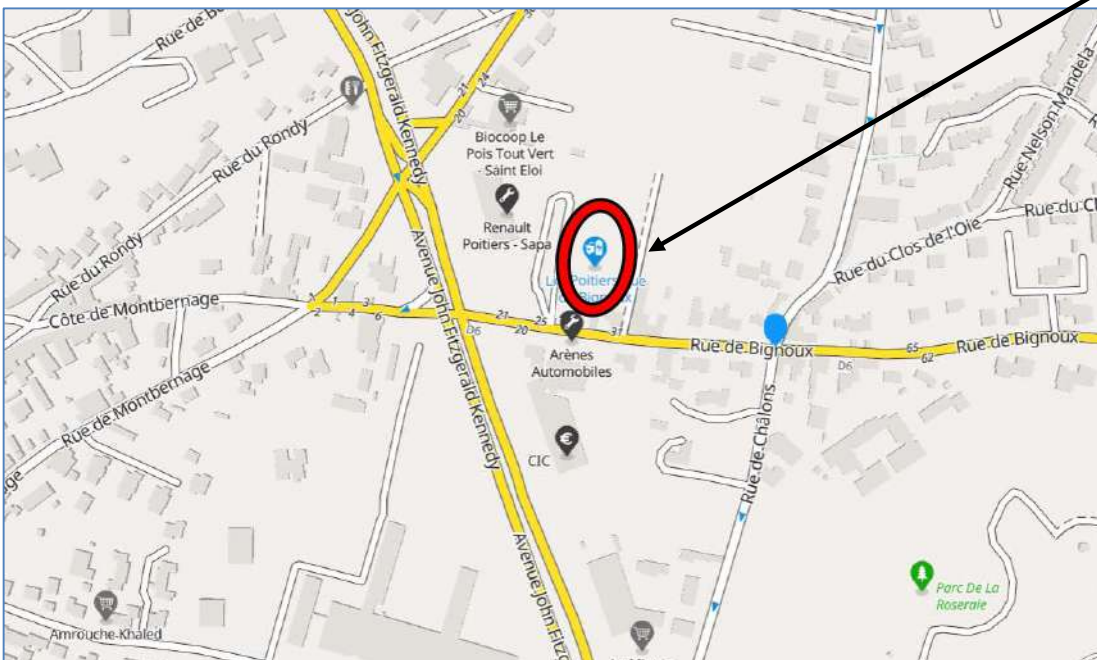 Rue de
John Fitzgerald Kennedy
Rue du Rondy
Rue du Rondy
21
24
20
Biocoop Le
Pois Tout Vert
- Saint Eloi
Renault
Poitiers - Sapa
Rue Nelson Mandela
Rue du Clos de l'Oie
Côte de Montbernage
2
1
4
3
6
D6
21
20
25
31
Arènes
Automobiles
Rue de Bignoux
65
62
D6
Rue de Bignoux
Avenue John Fitzgerald Kennedy
Rue de Montbernage
CIC
€
Rue de Châlons
Avenue John
Parc De La
Roseraie
Amrouche-Khaled